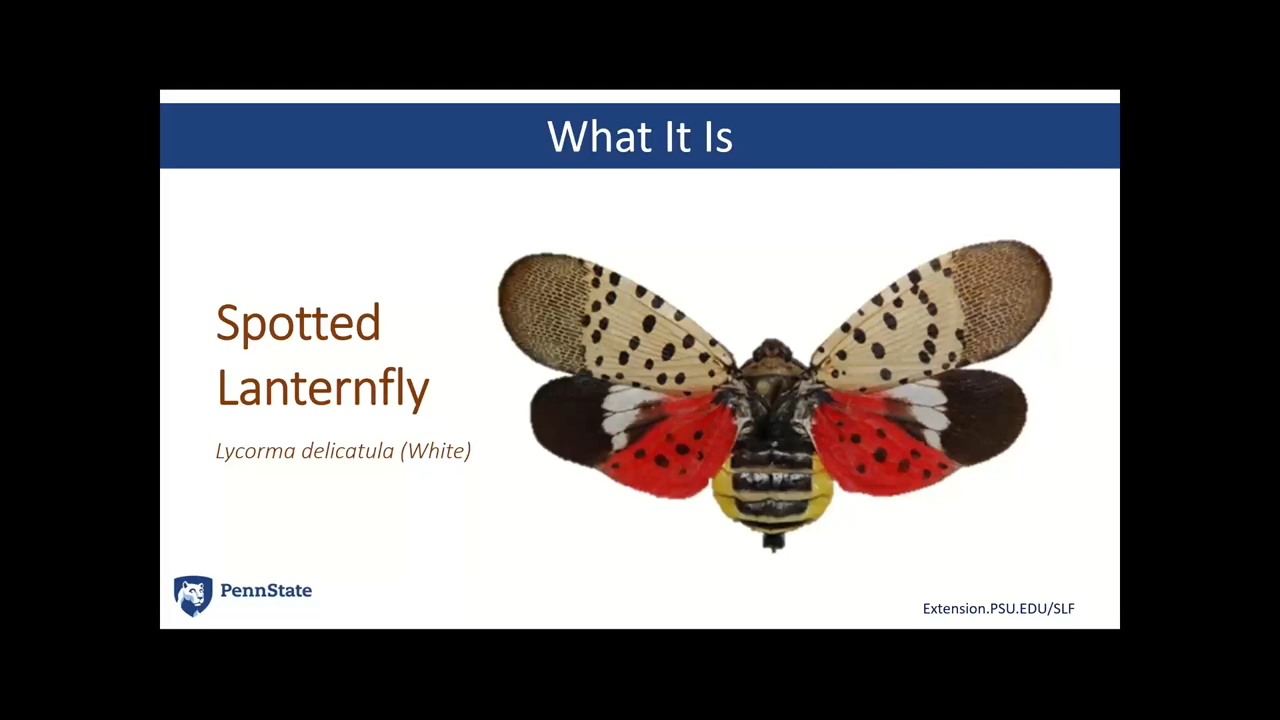 What It Is
Spotted
Lanternfly
Lycorma delicatula (White)
PennState
Extension.PSU.EDU/SLF